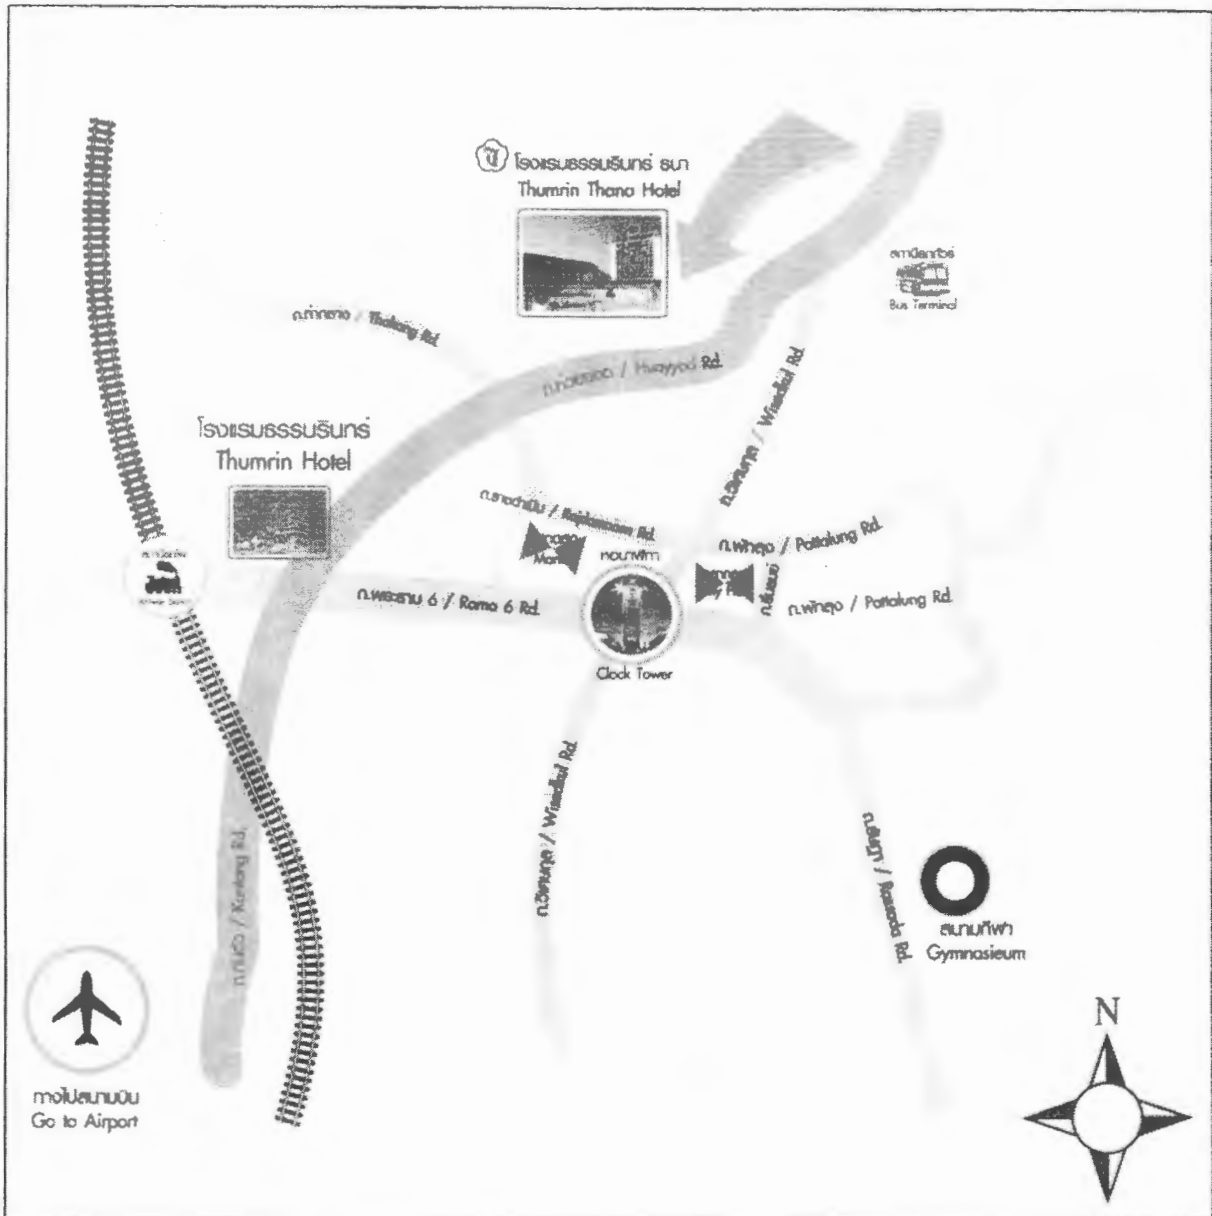 โรงแรมธรรมรินทร์ ธนา
Thumrin Thana Hotel
สถานีรถทัวร์
Bus Terminal
ถ.ท่ากลาง / Thaklang Rd.
ถ.ห้วยยอด / Huayyod Rd.
ถ.วิเศษกุล / Wisedkul Rd.
โรงแรมธรรมรินทร์
Thumrin Hotel
ถ.ราชดำเนิน / Rajdamnern Rd.
หอนาฬิกา
ถ.พัทลุง / Pattalung Rd.
ถ.พระราม 6 / Rama 6 Rd.
ถ.พัทลุง / Pattalung Rd.
Clock Tower
ถ.วิเศษกุล / Wisedkul Rd.
ถ.กันตัง / Kantang Rd.
ถ.รัษฎา / Rassada Rd.
สนามกีฬา
Gymnasieum
ทางไปสนามบิน
Go to Airport
N